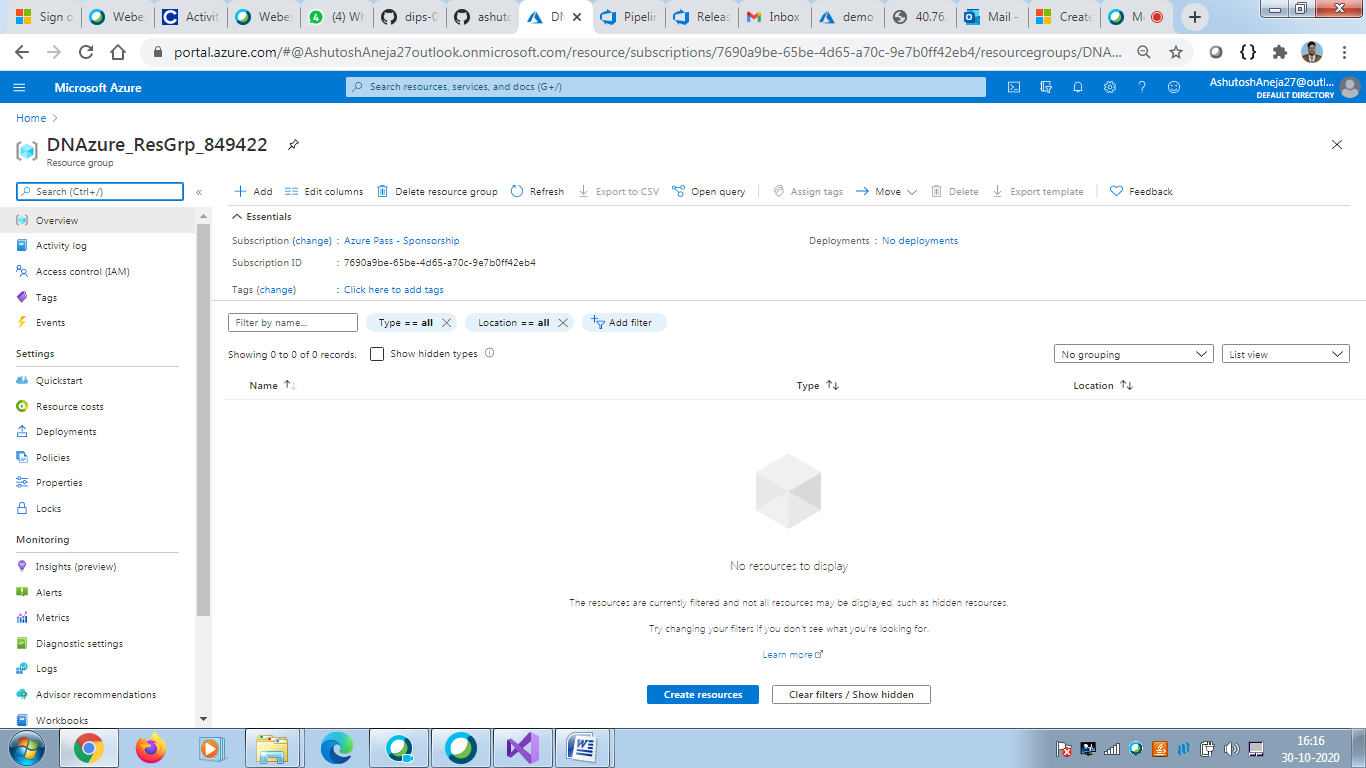 Sign o
Webex
Activit
Webex
(4) Wh
dips-0
ashuto
DN
Pipelin
Releas
Inbox
demo
40.76.
Mail -
Create
Me
portal.azure.com/#@AshutoshAneja27outlook.onmicrosoft.com/resource/subscriptions/7690a9be-65be-4d65-a70c-9e7b0ff42eb4/resourcegroups/DNA...
Microsoft Azure
Search resources, services, and docs (G+/)
AshutoshAneja27@outl...
DEFAULT DIRECTORY
Home >
DNAzure_ResGrp_849422
Resource group
Search (Ctrl+/)
«
Add
Edit columns
Delete resource group
Refresh
Export to CSV
Open query
Assign tags
Move
Delete
Export template
Feedback
Overview
Activity log
Access control (IAM)
Tags
Events
Settings
Quickstart
Resource costs
Deployments
Policies
Properties
Locks
Monitoring
Insights (preview)
Alerts
Metrics
Diagnostic settings
Logs
Advisor recommendations
Workbooks
Essentials
Subscription (change) : Azure Pass - Sponsorship
Deployments : No deployments
Subscription ID : 7690a9be-65be-4d65-a70c-9e7b0ff42eb4
Tags (change) : Click here to add tags
Filter by name...
Type == all
Location == all
Add filter
Showing 0 to 0 of 0 records.
Show hidden types
No grouping
List view
Name
Type
Location
No resources to display
The resources are currently filtered and not all resources may be displayed, such as hidden resources.
Try changing your filters if you don't see what you're looking for.
Learn more
Create resources
Clear filters / Show hidden
16:16
30-10-2020